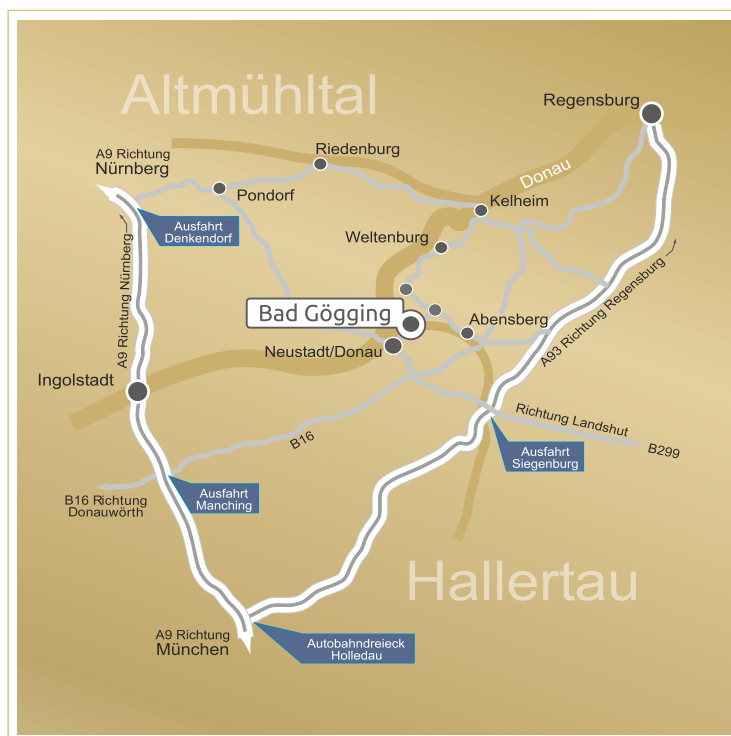 Altmühltal
Regensburg
A9 Richtung
Nürnberg
Riedenburg
Pondorf
Donau
Kelheim
Ausfahrt
Denkendorf
Weltenburg
A9 Richtung Nürnberg
Bad Gögging
Abensberg
A93 Richtung Regensburg
Neustadt/Donau
Ingolstadt
Richtung Landshut
B299
B16
Ausfahrt
Siegenburg
B16 Richtung
Donauwörth
Ausfahrt
Manching
Hallertau
A9 Richtung
München
Autobahndreieck
Holledau